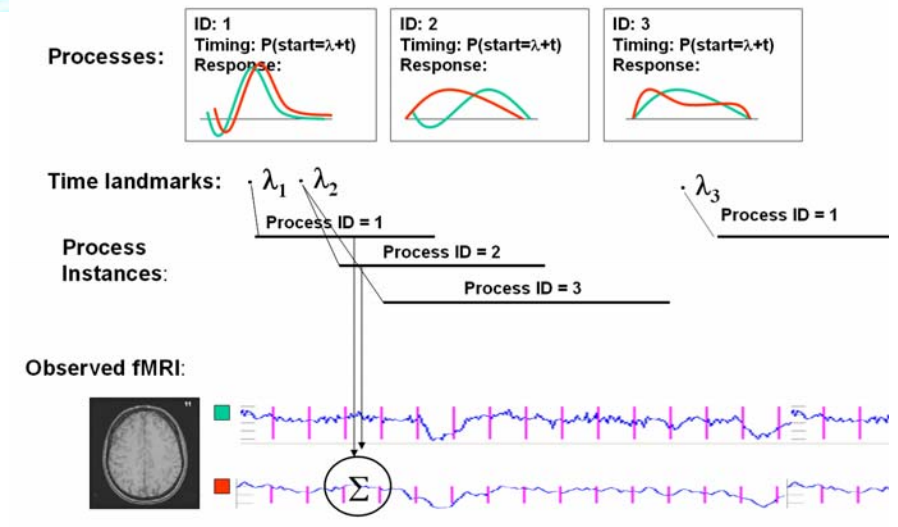 Processes:
ID: 1
Timing: P(start=λ+t)
Response:
ID: 2
Timing: P(start=λ+t)
Response:
ID: 3
Timing: P(start=λ+t)
Response:
Time landmarks:
λ1
λ2
λ3
Process ID = 1
Process ID = 1
Process
Instances:
Process ID = 2
Process ID = 3
Observed fMRI:
Σ